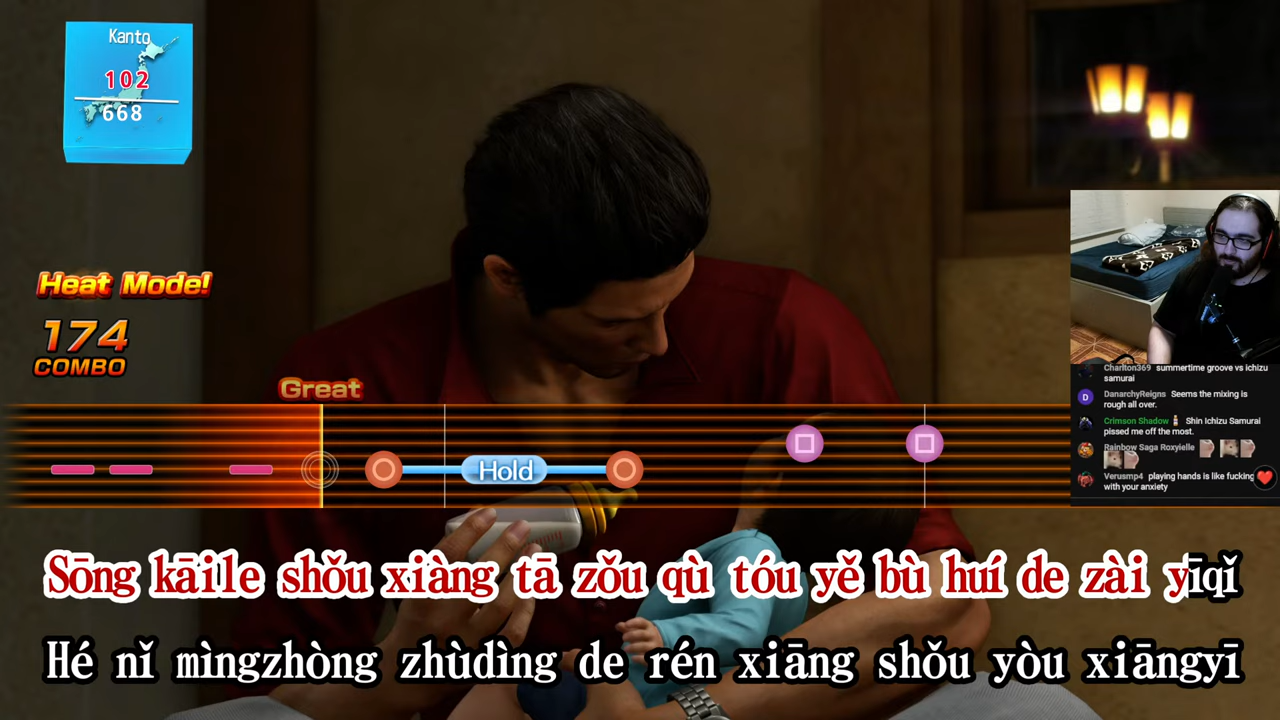 Kanto
102
668
Heat Mode!
174
COMBO
Great
Hold
Charlton369 summertime groove vs ichizu
samurai
D DanarchyReigns Seems the mixing is
rough all over.
Crimson Shadow Shin Ichizu Samurai
pissed me off the most.
Rainbow Saga Roxyielle
Verusmp4 playing hands is like fucking
with your anxiety
Sōng kāile shǒu xiàng tā zǒu qù tóu yě bù huí de zài yīqǐ
Hé nǐ mìngzhòng zhùdìng de rén xiāng shǒu yòu xiāngyī